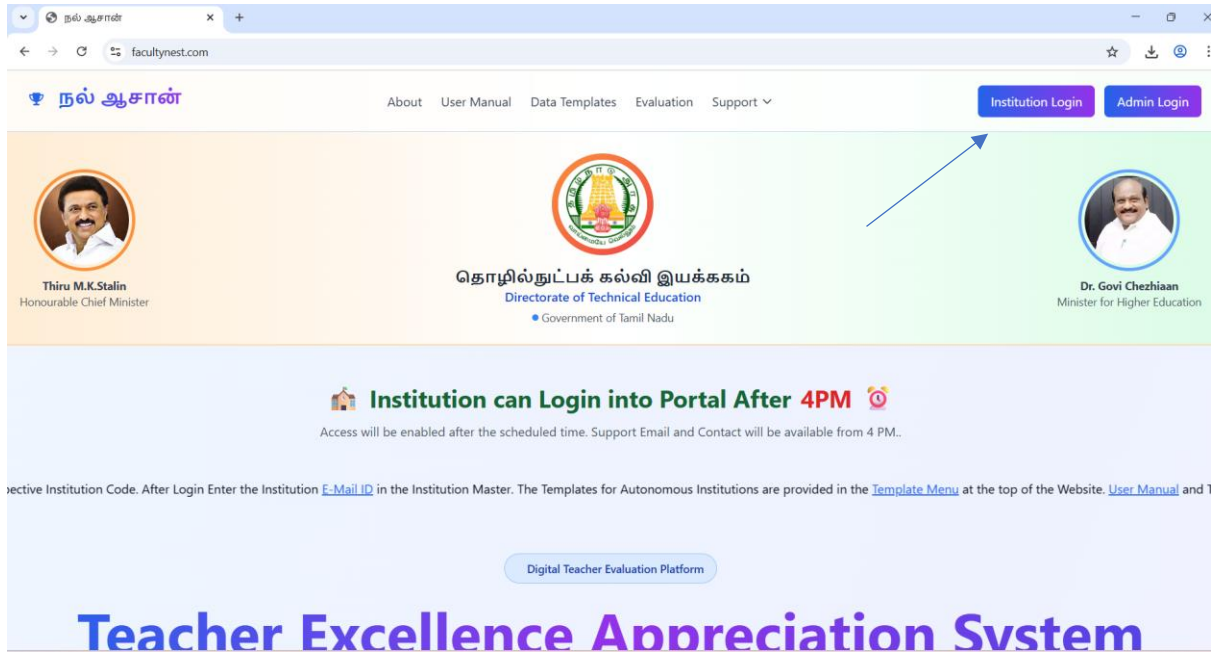 நல் ஆசான்
facultynest.com
நல் ஆசான்
About User Manual Data Templates Evaluation Support
Institution Login Admin Login
Thiru M.K.Stalin
Honourable Chief Minister
தொழில்நுட்பக் கல்வி இயக்ககம்
Directorate of Technical Education
Government of Tamil Nadu
Dr. Govi Chezhiaan
Minister for Higher Education
Institution can Login into Portal After 4PM
Access will be enabled after the scheduled time. Support Email and Contact will be available from 4 PM..
Institution Code. After Login Enter the Institution E-Mail ID in the Institution Master. The Templates for Autonomous Institutions are provided in the Template Menu at the top of the Website. User Manual and
Digital Teacher Evaluation Platform
Teacher Excellence Appreciation System